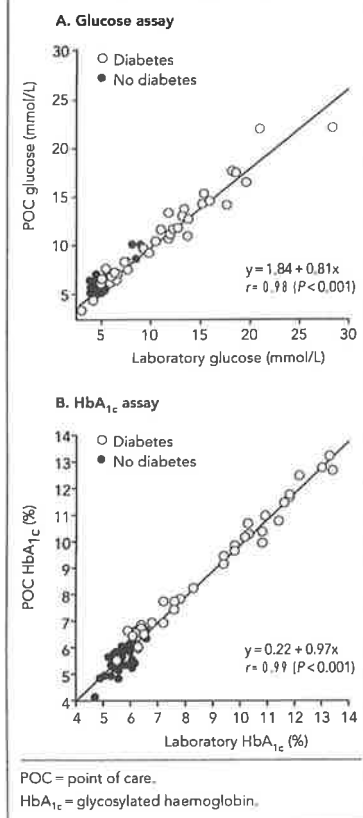 A. Glucose assay
30
Diabetes
No diabetes
25
20
15
10
5
POC glucose (mmol/L)
y=1.84+0.81x
r=0.98 (P<0.001)
5 10 15 20 25 30
Laboratory glucose (mmol/L)
B. HbA1c assay
14
Diabetes
No diabetes
13
12
11
10
9
8
7
6
5
4
POC HbA1c (%)
y=0.22+0.97x
r=0.99 (P<0.001)
4 5 6 7 8 9 10 11 12 13 14
Laboratory HbA1c (%)
POC = point of care.
HbA1c = glycosylated haemoglobin.